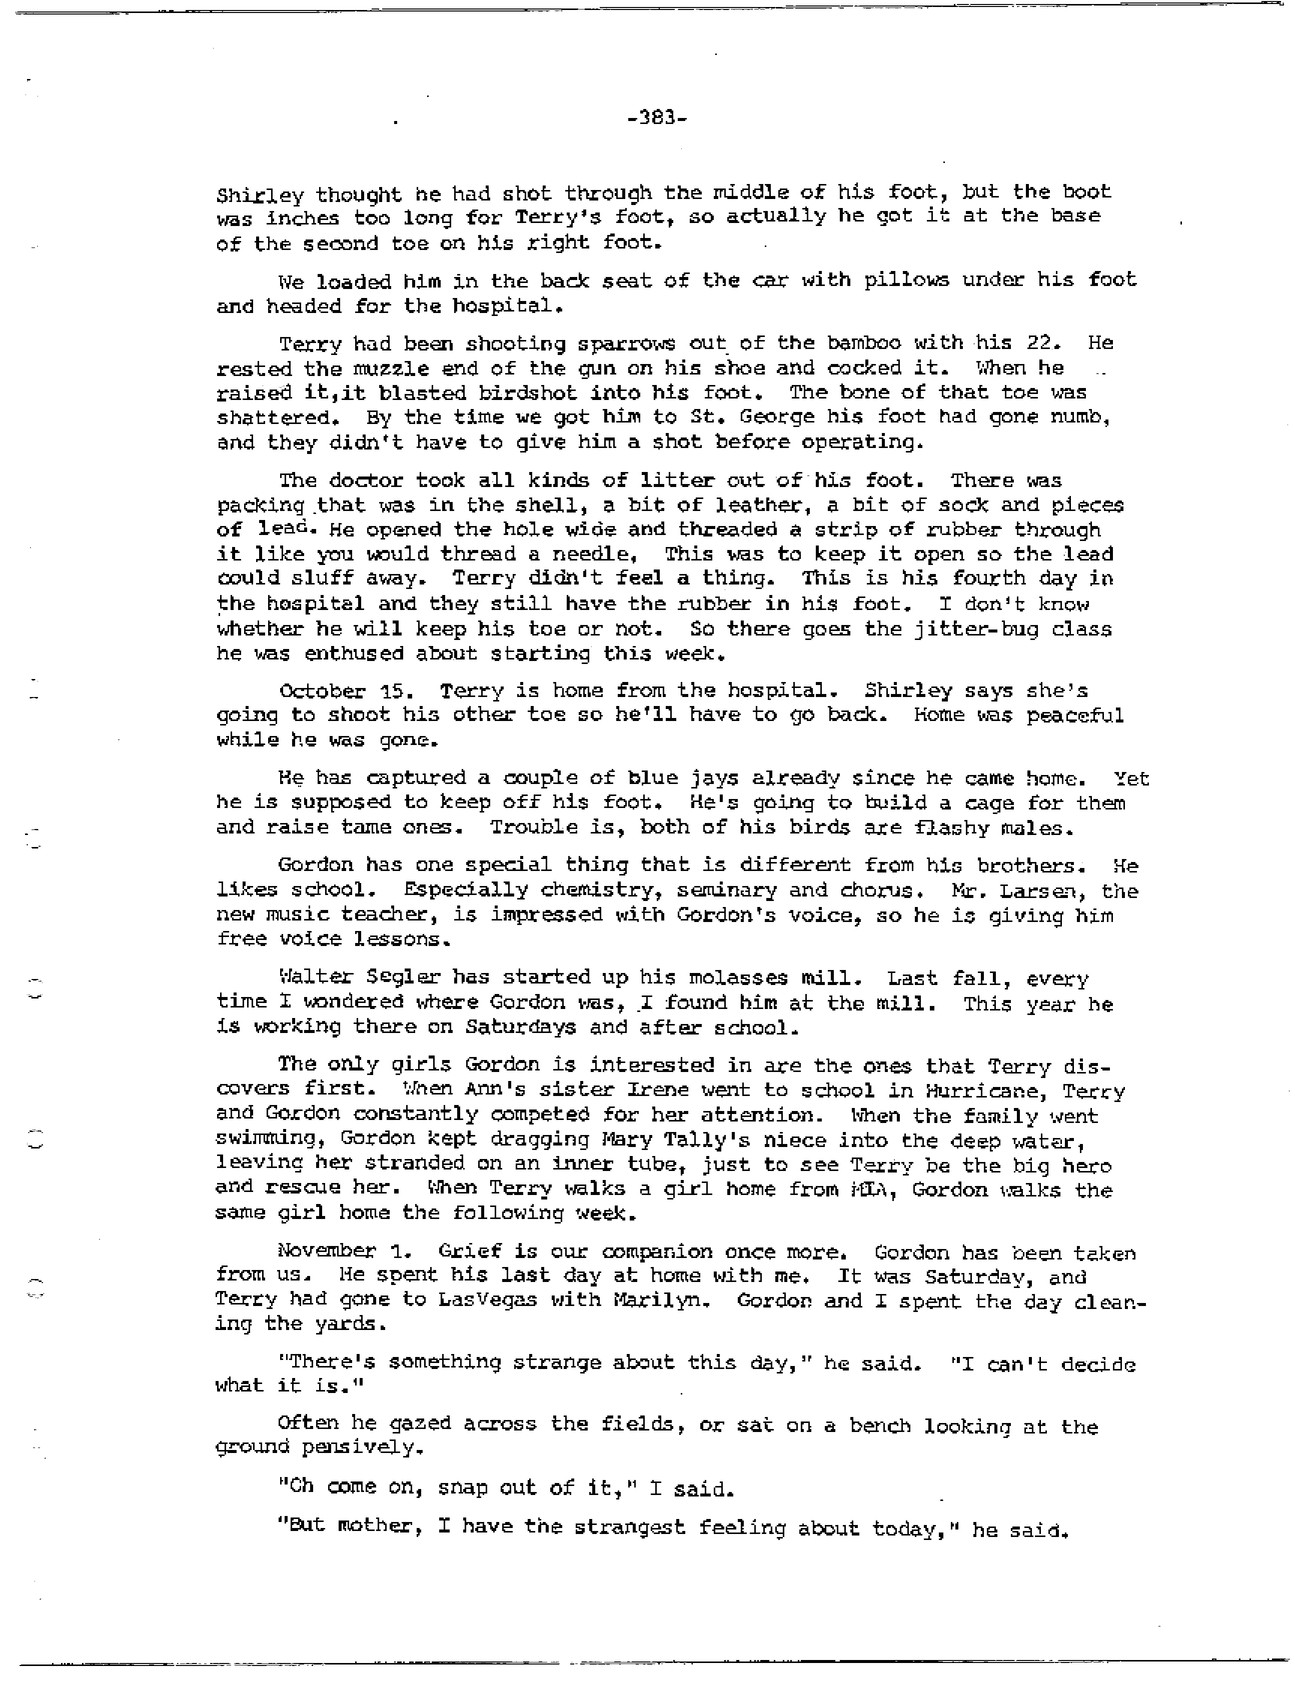 -383-
Shirley thought he had shot through the middle of his foot, but the boot
was inches too long for Terry's foot, so actually he got it at the base
of the second toe on his right foot.
We loaded him in the back seat of the car with pillows under his foot
and headed for the hospital.
Terry had been shooting sparrows out of the bamboo with his 22. He
rested the muzzle end of the gun on his shoe and cocked it. When he
raised it,it blasted birdshot into his foot. The bone of that toe was
shattered. By the time we got him to St. George his foot had gone numb,
and they didn't have to give him a shot before operating.
The doctor took all kinds of litter out of his foot. There was
packing that was in the shell, a bit of leather, a bit of sock and pieces
of lead. He opened the hole wide and threaded a strip of rubber through
it like you would thread a needle, This was to keep it open so the lead
could sluff away. Terry didn't feel a thing. This is his fourth day in
the hospital and they still have the rubber in his foot. I don't know
whether he will keep his toe or not. So there goes the jitter-bug class
he was enthused about starting this week.
October 15. Terry is home from the hospital. Shirley says she's
going to shoot his other toe so he'll have to go back. Home was peaceful
while he was gone.
He has captured a couple of blue jays already since he came home. Yet
he is supposed to keep off his foot. He's going to build a cage for them
and raise tame ones. Trouble is, both of his birds are flashy males.
Gordon has one special thing that is different from his brothers. He
likes school. Especially chemistry, seminary and chorus. Mr. Larsen, the
new music teacher, is impressed with Gordon's voice, so he is giving him
free voice lessons.
Walter Segler has started up his molasses mill. Last fall, every
time I wondered where Gordon was, I found him at the mill. This year he
is working there on Saturdays and after school.
The only girls Gordon is interested in are the ones that Terry dis-
covers first. When Ann's sister Irene went to school in Hurricane, Terry
and Gordon constantly competed for her attention. When the family went
swimming, Gordon kept dragging Mary Tally's niece into the deep water,
leaving her stranded on an inner tube, just to see Terry be the big hero
and rescue her. When Terry walks a girl home from MIA, Gordon walks the
same girl home the following week.
November 1. Grief is our companion once more. Gordon has been taken
from us. He spent his last day at home with me. It was Saturday, and
Terry had gone to LasVegas with Marilyn. Gordon and I spent the day clean-
ing the yards.
"There's something strange about this day," he said. "I can't decide
what it is."
Often he gazed across the fields, or sat on a bench looking at the
ground pensively.
"Oh come on, snap out of it," I said.
"But mother, I have the strangest feeling about today," he said.